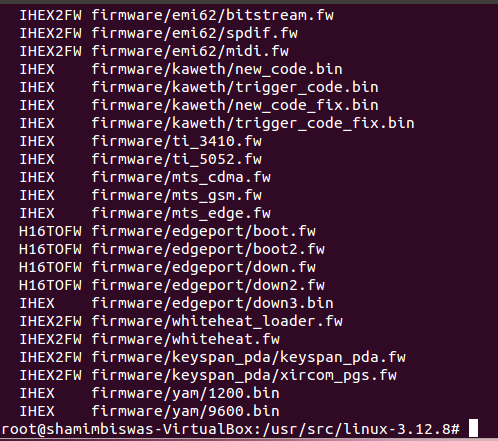 IHEX2FW firmware/emi62/bitstream.fw
IHEX2FW firmware/emi62/spdif.fw
IHEX2FW firmware/emi62/midi.fw
IHEX firmware/kaweth/new_code.bin
IHEX firmware/kaweth/trigger_code.bin
IHEX firmware/kaweth/new_code_fix.bin
IHEX firmware/kaweth/trigger_code_fix.bin
IHEX firmware/ti_3410.fw
IHEX firmware/ti_5052.fw
IHEX firmware/mts_cdma.fw
IHEX firmware/mts_gsm.fw
IHEX firmware/mts_edge.fw
H16TOFW firmware/edgeport/boot.fw
H16TOFW firmware/edgeport/boot2.fw
H16TOFW firmware/edgeport/down.fw
H16TOFW firmware/edgeport/down2.fw
IHEX firmware/edgeport/down3.bin
IHEX2FW firmware/whiteheat_loader.fw
IHEX2FW firmware/whiteheat.fw
IHEX2FW firmware/keyspan_pda/keyspan_pda.fw
IHEX2FW firmware/keyspan_pda/xircom_pgs.fw
IHEX firmware/yam/1200.bin
IHEX firmware/yam/9600.bin
root@shamimbiswas-VirtualBox:/usr/src/linux-3.12.8#